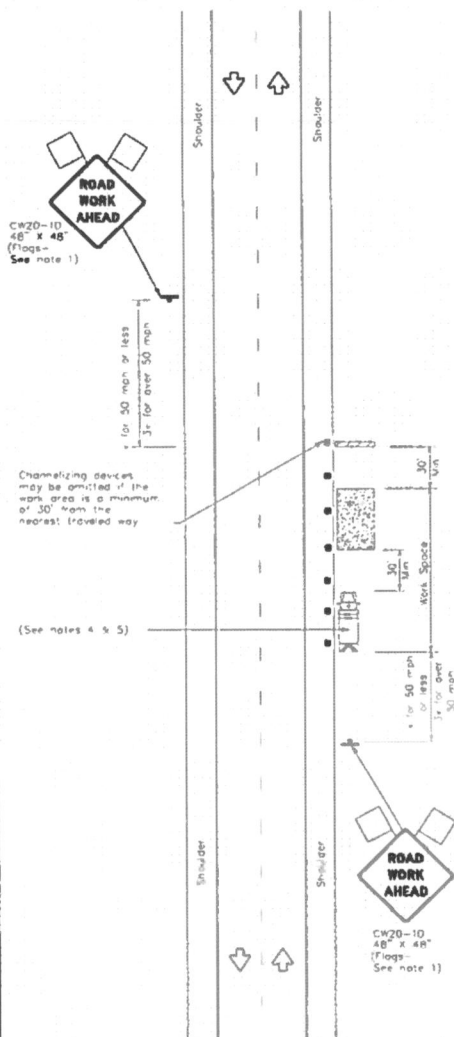 Shoulder
Shoulder
ROAD
WORK
AHEAD
CW20-1D
48" X 48"
(Flags-
See note 1)
for 50 mph or less
3x for over 50 mph
Channelizing devices
may be omitted if the
work area is a minimum
of 30' from the
nearest traveled way
30'
Min
30'
Min
Work Space
(See notes 4 & 5)
x for 50 mph
or less
3x for over
50 mph
Shoulder
Shoulder
ROAD
WORK
AHEAD
CW20-1D
48" X 48"
(Flags-
See note 1)